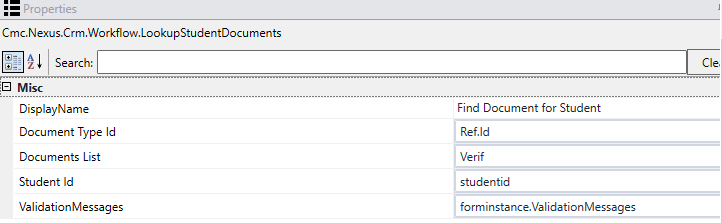 Properties
Cmc.Nexus.Crm.Workflow.LookupStudentDocuments
Search:
Misc
DisplayName Find Document for Student
Document Type Id Ref.Id
Documents List Verif
Student Id studentid
ValidationMessages forminstance.ValidationMessages